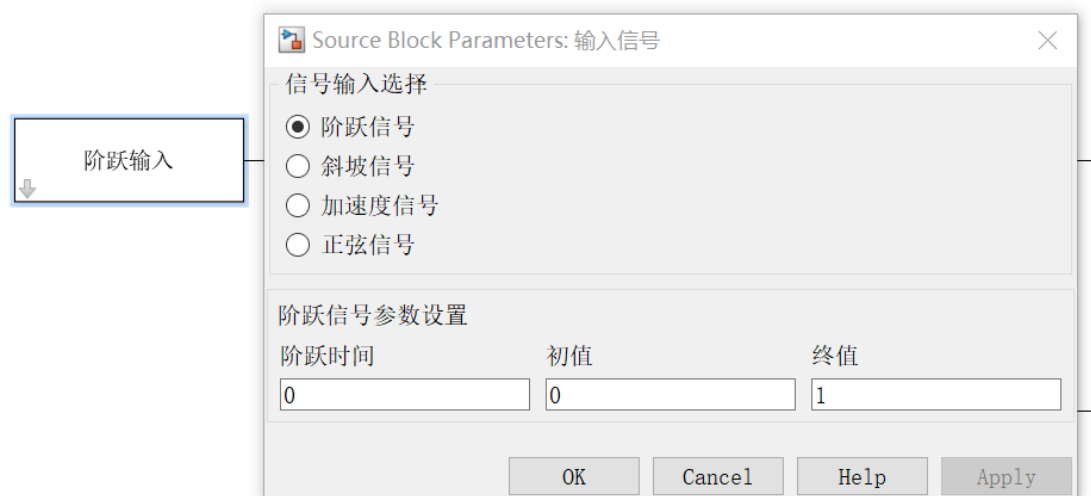 Source Block Parameters: 输入信号
信号输入选择
阶跃信号
阶跃输入
斜坡信号
加速度信号
正弦信号
阶跃信号参数设置
阶跃时间 初值 终值
0 0 1
OK Cancel Help Apply